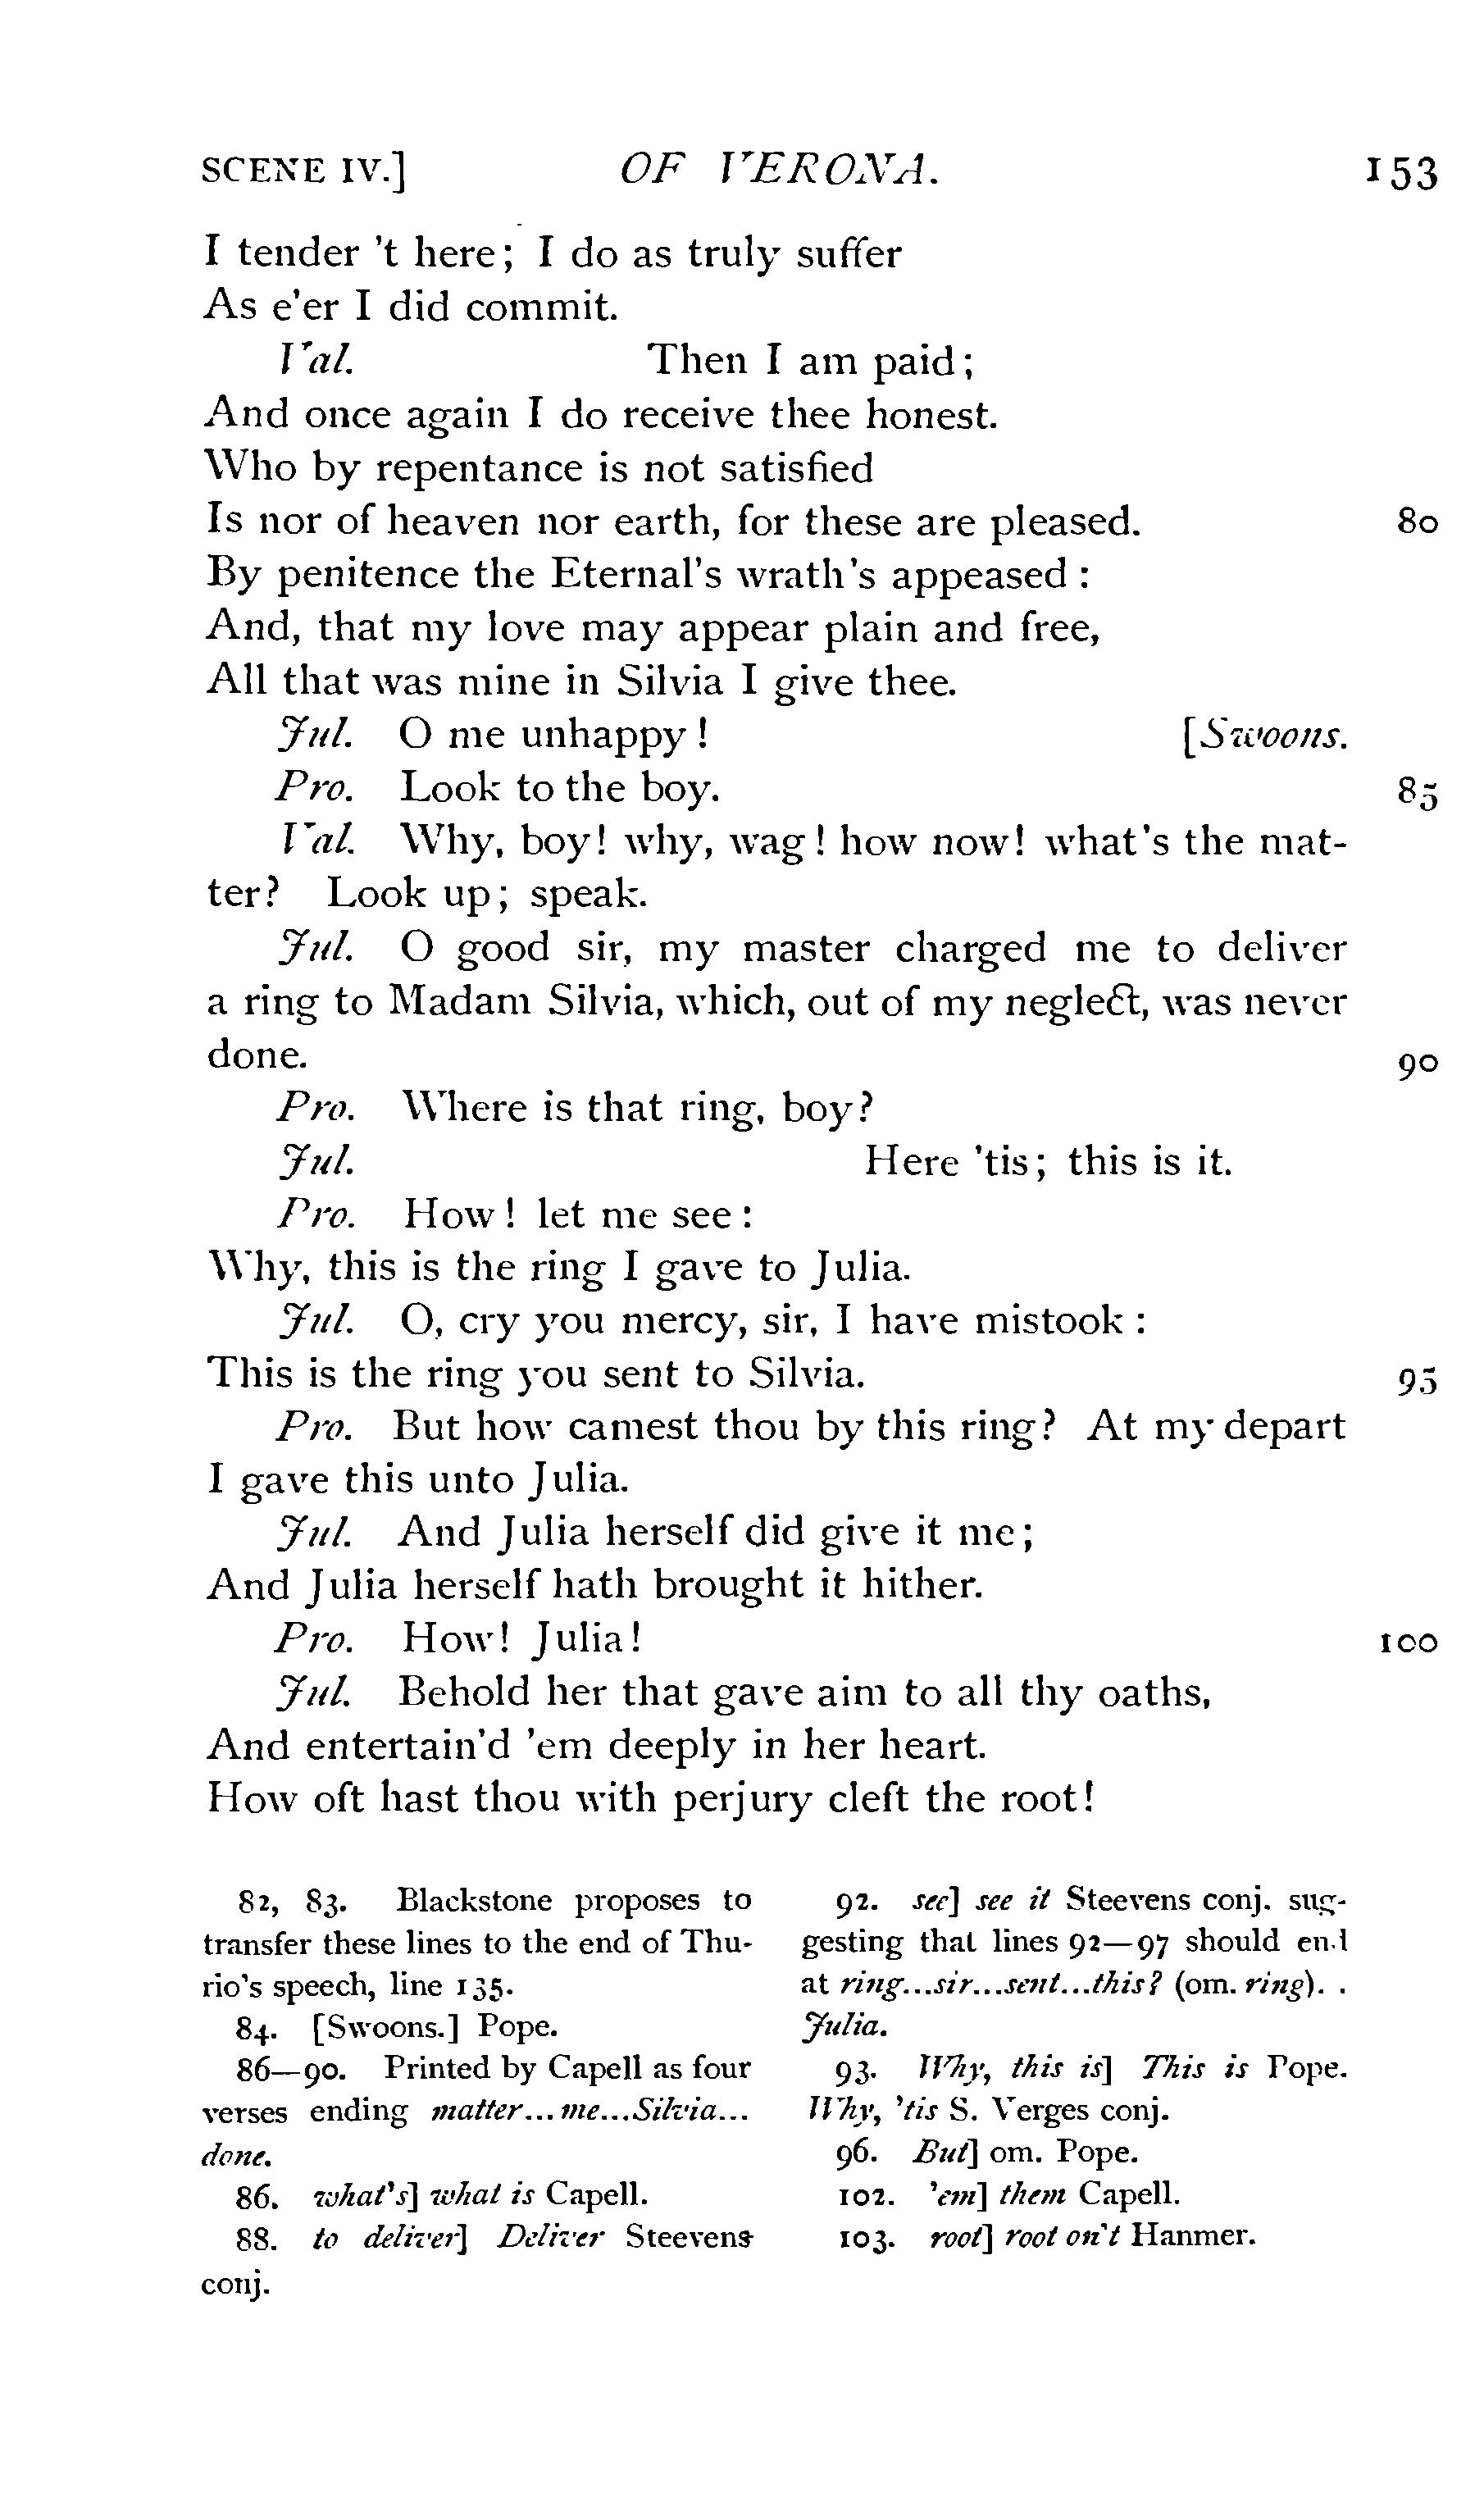 SCENE IV.] OF VERONA. 153
I tender 't here; I do as truly suffer
As e'er I did commit.
Val. Then I am paid;
And once again I do receive thee honest.
Who by repentance is not satisfied
Is nor of heaven nor earth, for these are pleased. 80
By penitence the Eternal's wrath's appeased :
And, that my love may appear plain and free,
All that was mine in Silvia I give thee.
Jul. O me unhappy ! [Swoons.
Pro. Look to the boy. 85
Val. Why, boy! why, wag! how now! what's the mat-
ter? Look up; speak.
Jul. O good sir, my master charged me to deliver
a ring to Madam Silvia, which, out of my neglect, was never
done. 90
Pro. Where is that ring, boy?
Jul. Here 'tis; this is it.
Pro. How! let me see :
Why, this is the ring I gave to Julia.
Jul. O, cry you mercy, sir, I have mistook :
This is the ring you sent to Silvia. 95
Pro. But how camest thou by this ring? At my depart
I gave this unto Julia.
Jul. And Julia herself did give it me;
And Julia herself hath brought it hither.
Pro. How! Julia! 100
Jul. Behold her that gave aim to all thy oaths,
And entertain'd 'em deeply in her heart.
How oft hast thou with perjury cleft the root!
82, 83. Blackstone proposes to
transfer these lines to the end of Thu-
rio's speech, line 135.
84. [Swoons.] Pope.
86—90. Printed by Capell as four
verses ending matter...me...Silvia...
done.
86. what's] what is Capell.
88. to deliver] Deliver Steevens
conj.
92. see] see it Steevens conj. sug-
gesting that lines 92—97 should end
at ring...sir...sent...this? (om. ring). .
Julia.
93. Why, this is] This is Pope.
Why, 'tis S. Verges conj.
96. But] om. Pope.
102. 'em] them Capell.
103. root] root on't Hanmer.